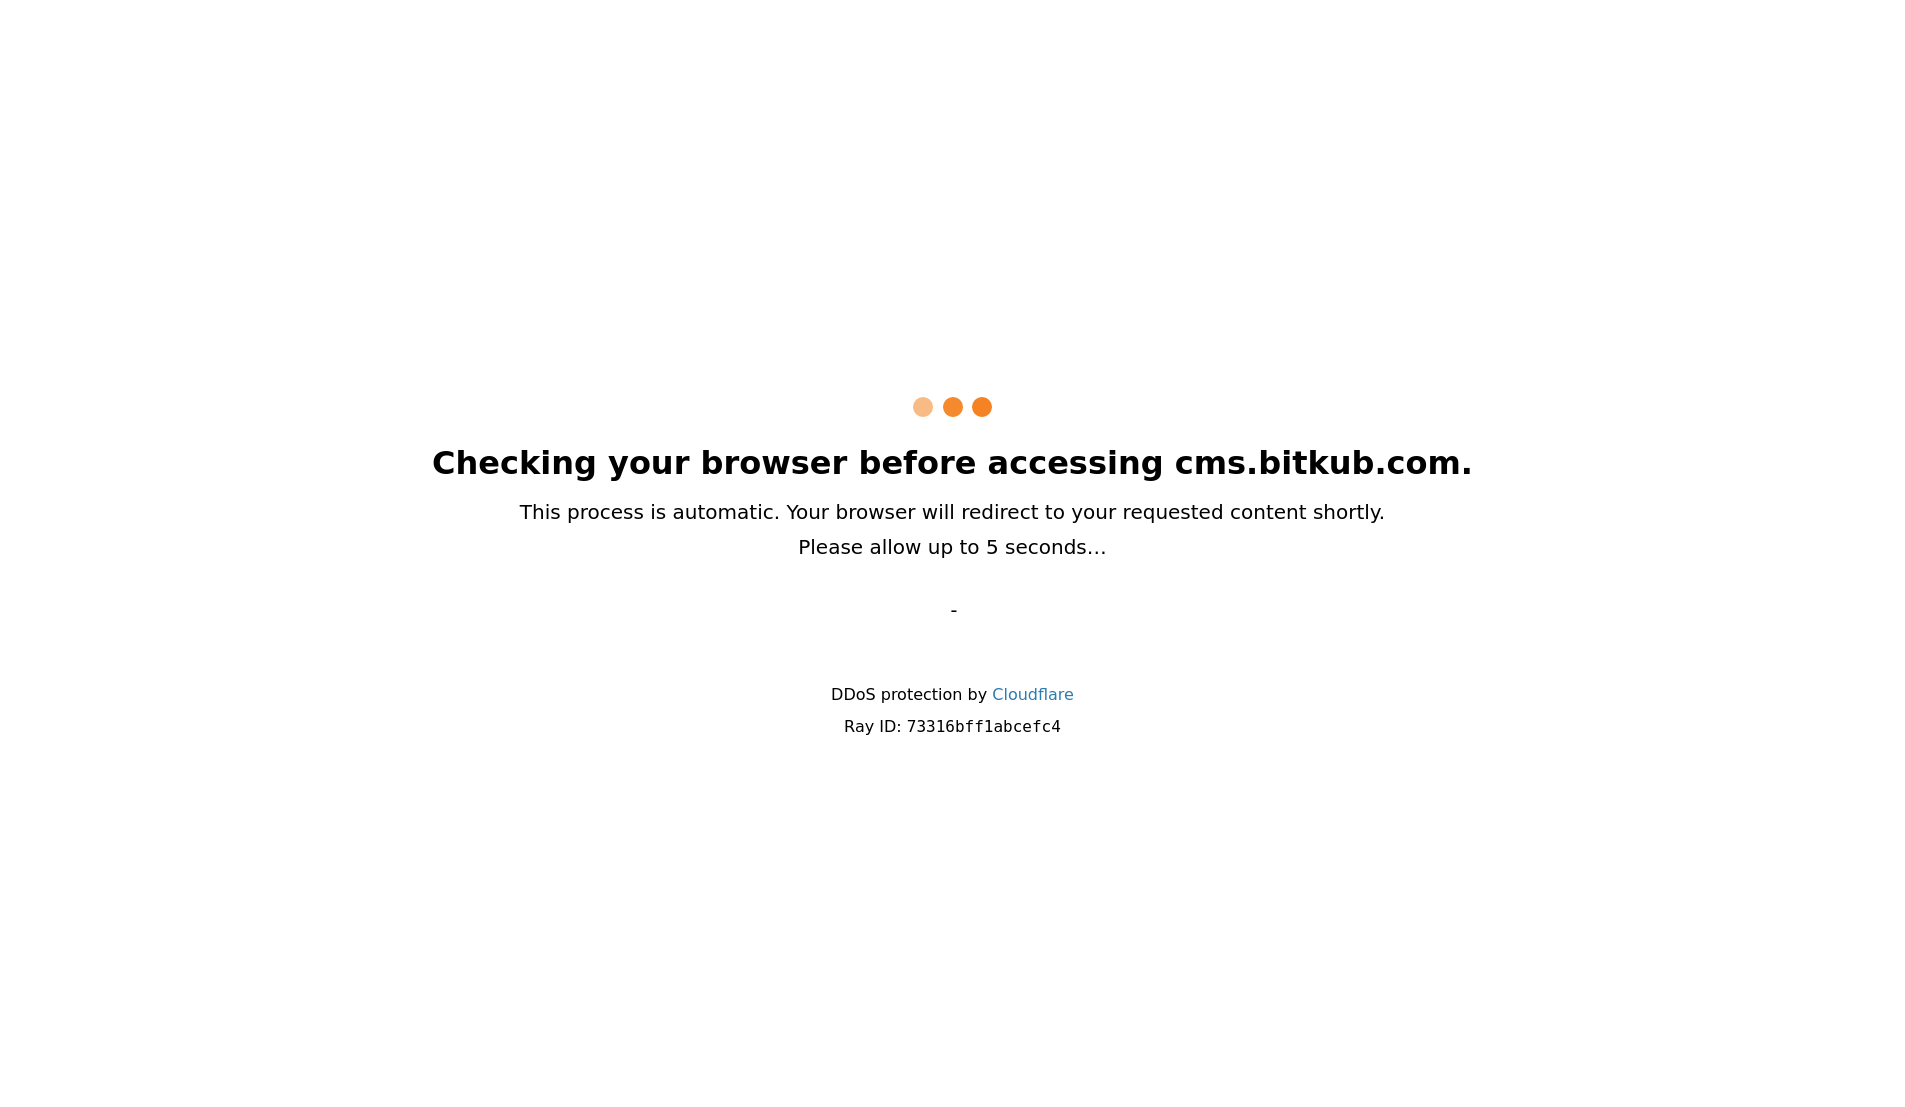 Checking your browser before accessing cms.bitkub.com.
This process is automatic. Your browser will redirect to your requested content shortly.
Please allow up to 5 seconds…
-
DDoS protection by Cloudflare
Ray ID: 73316bff1abcefc4